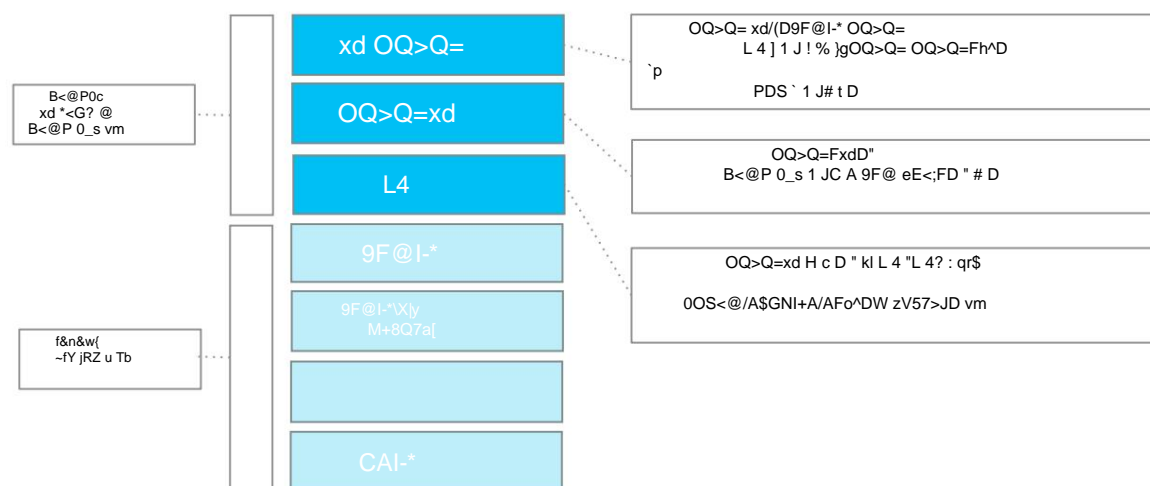 xd OQ>Q=
OQ>Q=xd
L4
9F@I-*
9F@I-*\X|y
M+8Q7a[
CAI-*
B<@P0c
xd *<G? @
B<@P 0_s vm
f&n&w{
~fY jRZ u Tb
OQ>Q= xd/(D9F@I-* OQ>Q=
L 4 ] 1 J ! % }gOQ>Q= OQ>Q=Fh^D
`p
PDS ` 1 J# t D
OQ>Q=FxdD"
B<@P 0_s 1 JC A 9F@ eE<;FD " # D
OQ>Q=xd H c D " kl L 4 "L 4? : qr$
0OS<@/A$GNI+A/AFo^DW zV57>JD vm